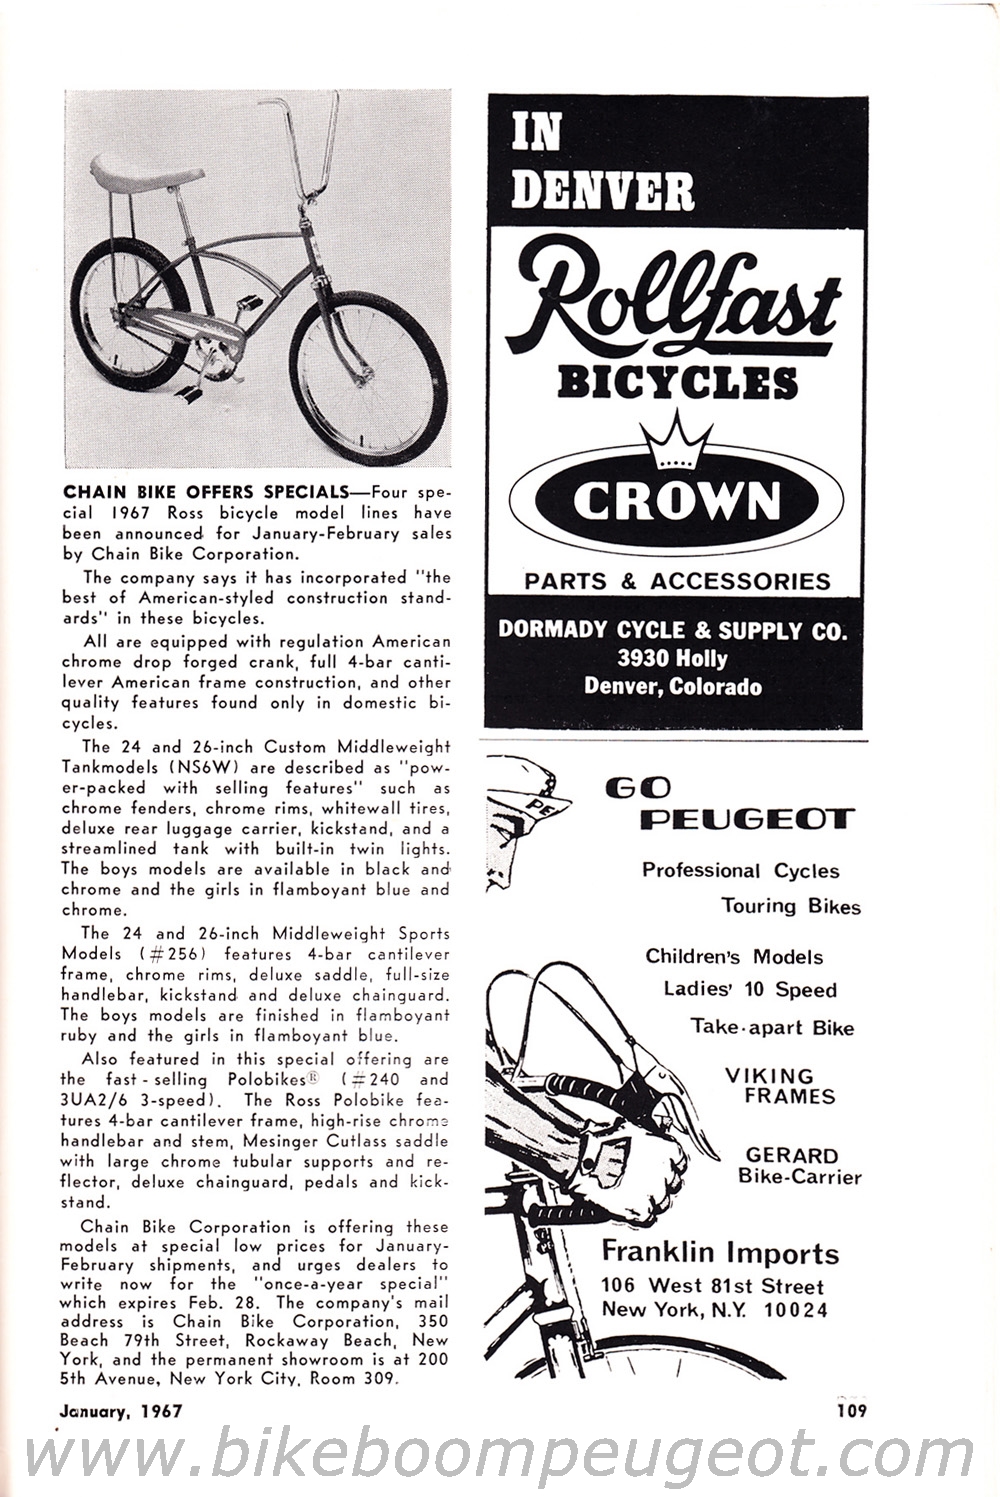 CHAIN BIKE OFFERS SPECIALS—Four spe-
cial 1967 Ross bicycle model lines have
been announced for January-February sales
by Chain Bike Corporation.
The company says it has incorporated "the
best of American-styled construction stand-
ards" in these bicycles.
All are equipped with regulation American
chrome drop forged crank, full 4-bar canti-
lever American frame construction, and other
quality features found only in domestic bi-
cycles.
The 24 and 26-inch Custom Middleweight
Tankmodels (NS6W) are described as "pow-
er-packed with selling features" such as
chrome fenders, chrome rims, whitewall tires,
deluxe rear luggage carrier, kickstand, and a
streamlined tank with built-in twin lights.
The boys models are available in black and
chrome and the girls in flamboyant blue and
chrome.
The 24 and 26-inch Middleweight Sports
Models (#256) features 4-bar cantilever
frame, chrome rims, deluxe saddle, full-size
handlebar, kickstand and deluxe chainguard.
The boys models are finished in flamboyant
ruby and the girls in flamboyant blue.
Also featured in this special offering are
the fast-selling Polobikes® (#240 and
3UA2/6 3-speed). The Ross Polobike fea-
tures 4-bar cantilever frame, high-rise chrome
handlebar and stem, Mesinger Cutlass saddle
with large chrome tubular supports and re-
flector, deluxe chainguard, pedals and kick-
stand.
Chain Bike Corporation is offering these
models at special low prices for January-
February shipments, and urges dealers to
write now for the "once-a-year special"
which expires Feb. 28. The company's mail
address is Chain Bike Corporation, 350
Beach 79th Street, Rockaway Beach, New
York, and the permanent showroom is at 200
5th Avenue, New York City, Room 309.
IN
DENVER
Rollfast
BICYCLES
CROWN
PARTS & ACCESSORIES
DORMADY CYCLE & SUPPLY CO.
3930 Holly
Denver, Colorado
PE
GO
PEUGEOT
Professional Cycles
Touring Bikes
Children's Models
Ladies' 10 Speed
Take-apart Bike
VIKING
FRAMES
GERARD
Bike-Carrier
Franklin Imports
106 West 81st Street
New York, N.Y. 10024
January, 1967
109
www.bikeboompeugeot.com